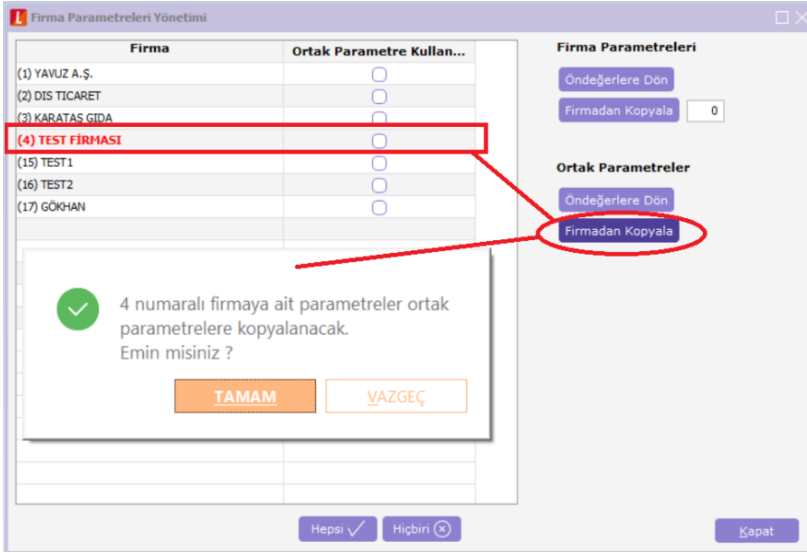 Firma Parametreleri Yönetimi
Firma
Ortak Parametre Kullan...
(1) YAVUZ A.Ş.
(2) DIS TICARET
(3) KARATAS GIDA
(4) TEST FİRMASI
(15) TEST1
(16) TEST2
(17) GÖKHAN
Firma Parametreleri
Öndeğerlere Dön
Firmadan Kopyala
0
Ortak Parametreler
Öndeğerlere Dön
Firmadan Kopyala
4 numaralı firmaya ait parametreler ortak
parametrelere kopyalanacak.
Emin misiniz ?
TAMAM
VAZGEÇ
Hepsi
Hiçbiri
Kapat